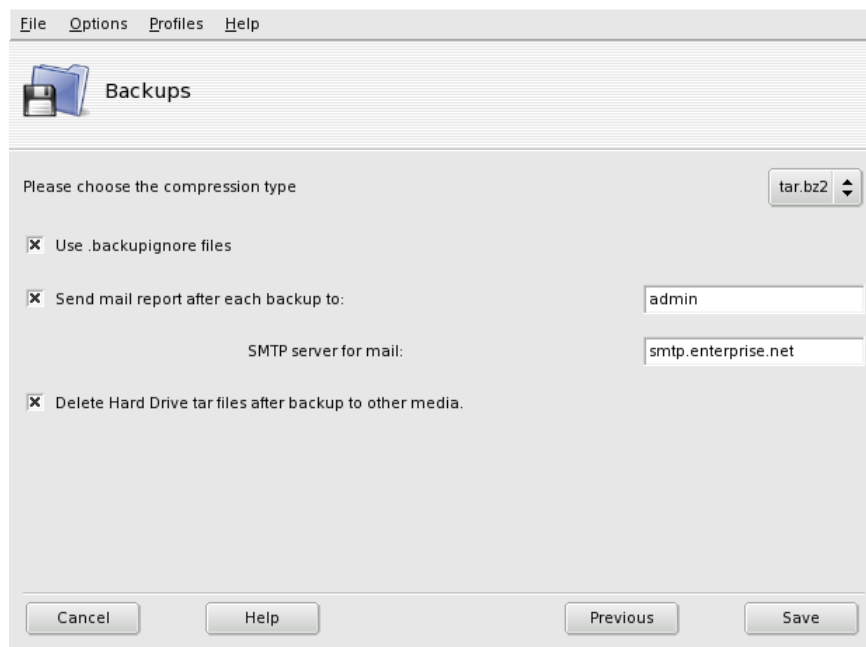 File Options Profiles Help
Backups
Please choose the compression type tar.bz2
Use .backupignore files
Send mail report after each backup to: admin
SMTP server for mail: smtp.enterprise.net
Delete Hard Drive tar files after backup to other media.
Cancel Help Previous Save